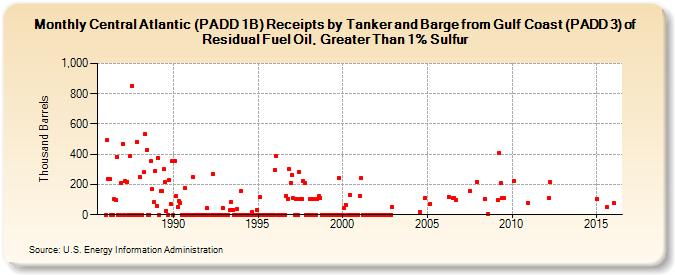 Monthly Central Atlantic (PADD 1B) Receipts by Tanker and Barge from Gulf Coast (PADD 3) of
Residual Fuel Oil, Greater Than 1% Sulfur
Thousand Barrels
1,000
800
600
400
200
0
1990 1995 2000 2005 2010 2015
Source: U.S. Energy Information Administration